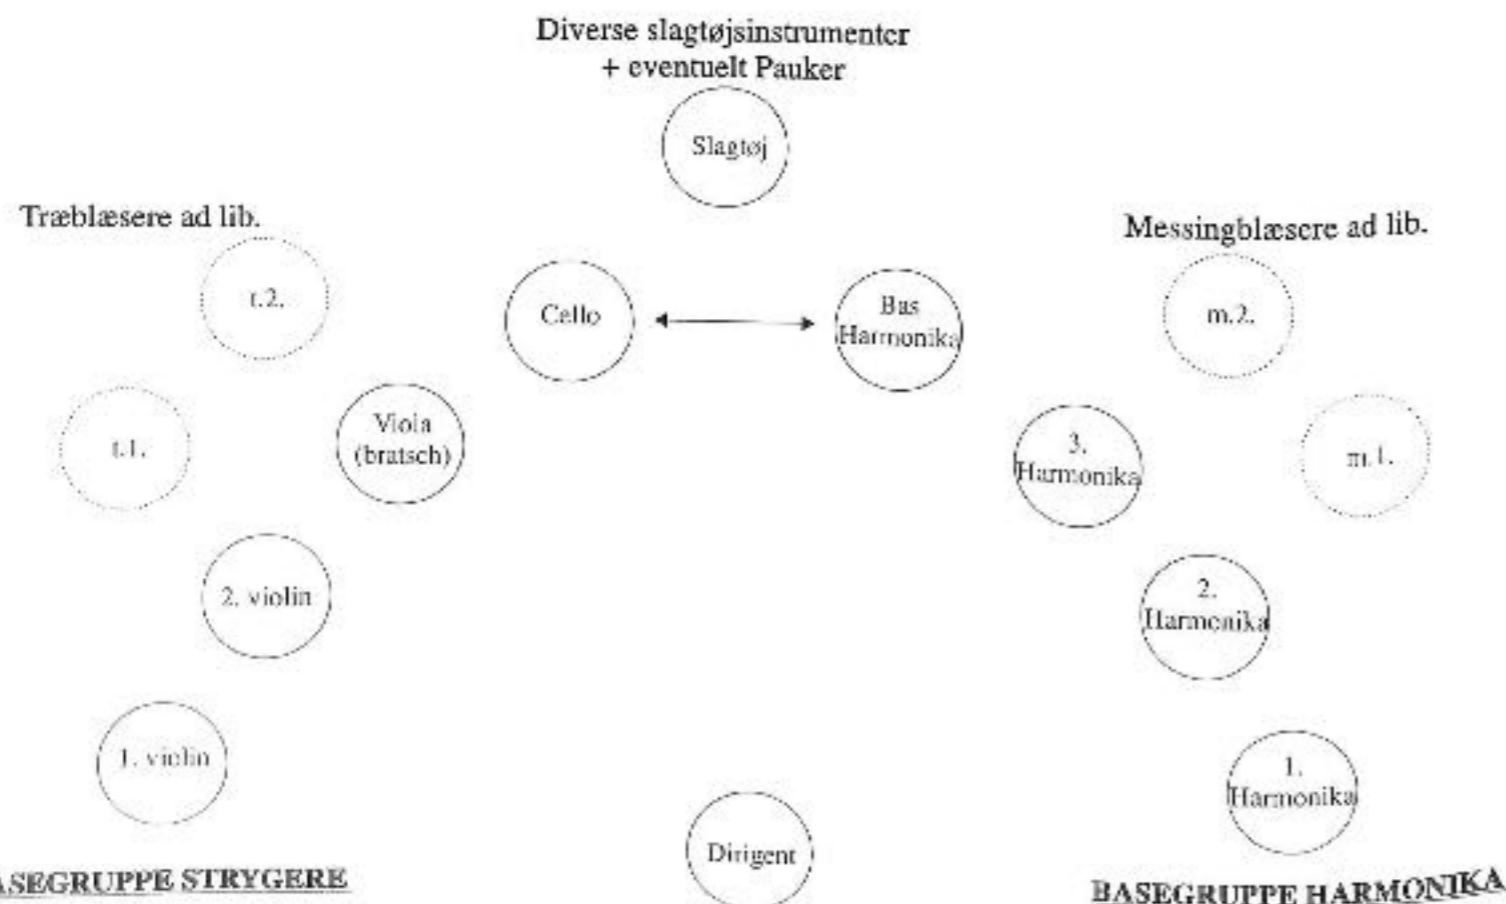 Diverse slagtøjsinstrumenter
+ eventuelt Pauker
Slagtøj
Træblæsere ad lib.
Messingblæsere ad lib.
t.2.
Cello
Bas
Harmonika
m.2.
t.1.
Viola
(bratsch)
3.
Harmonika
m.1.
2. violin
2.
Harmonika
1. violin
1.
Harmonika
Dirigent
ASEGRUPPE STRYGERE
BASEGRUPPE HARMONIKA